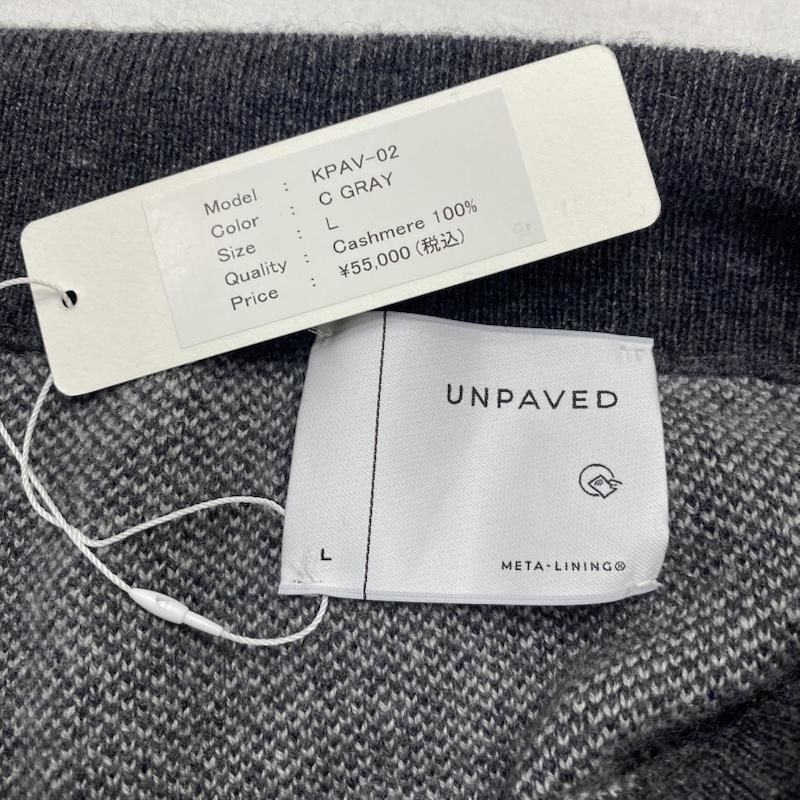 Model : KPAV-02
Color : C GRAY
Size : L
Quality : Cashmere 100%
Price : ¥55,000(税込)
UNPAVED
L
META-LINING®